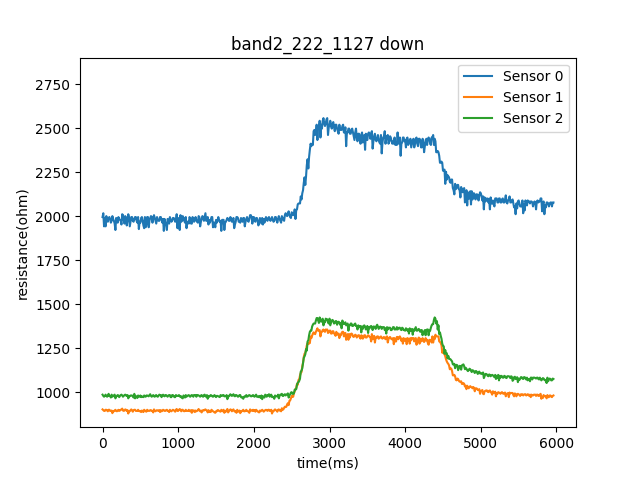 band2_222_1127 down
Sensor 0
Sensor 1
Sensor 2
2750
2500
2250
2000
1750
1500
1250
1000
resistance(ohm)
0 1000 2000 3000 4000 5000 6000
time(ms)